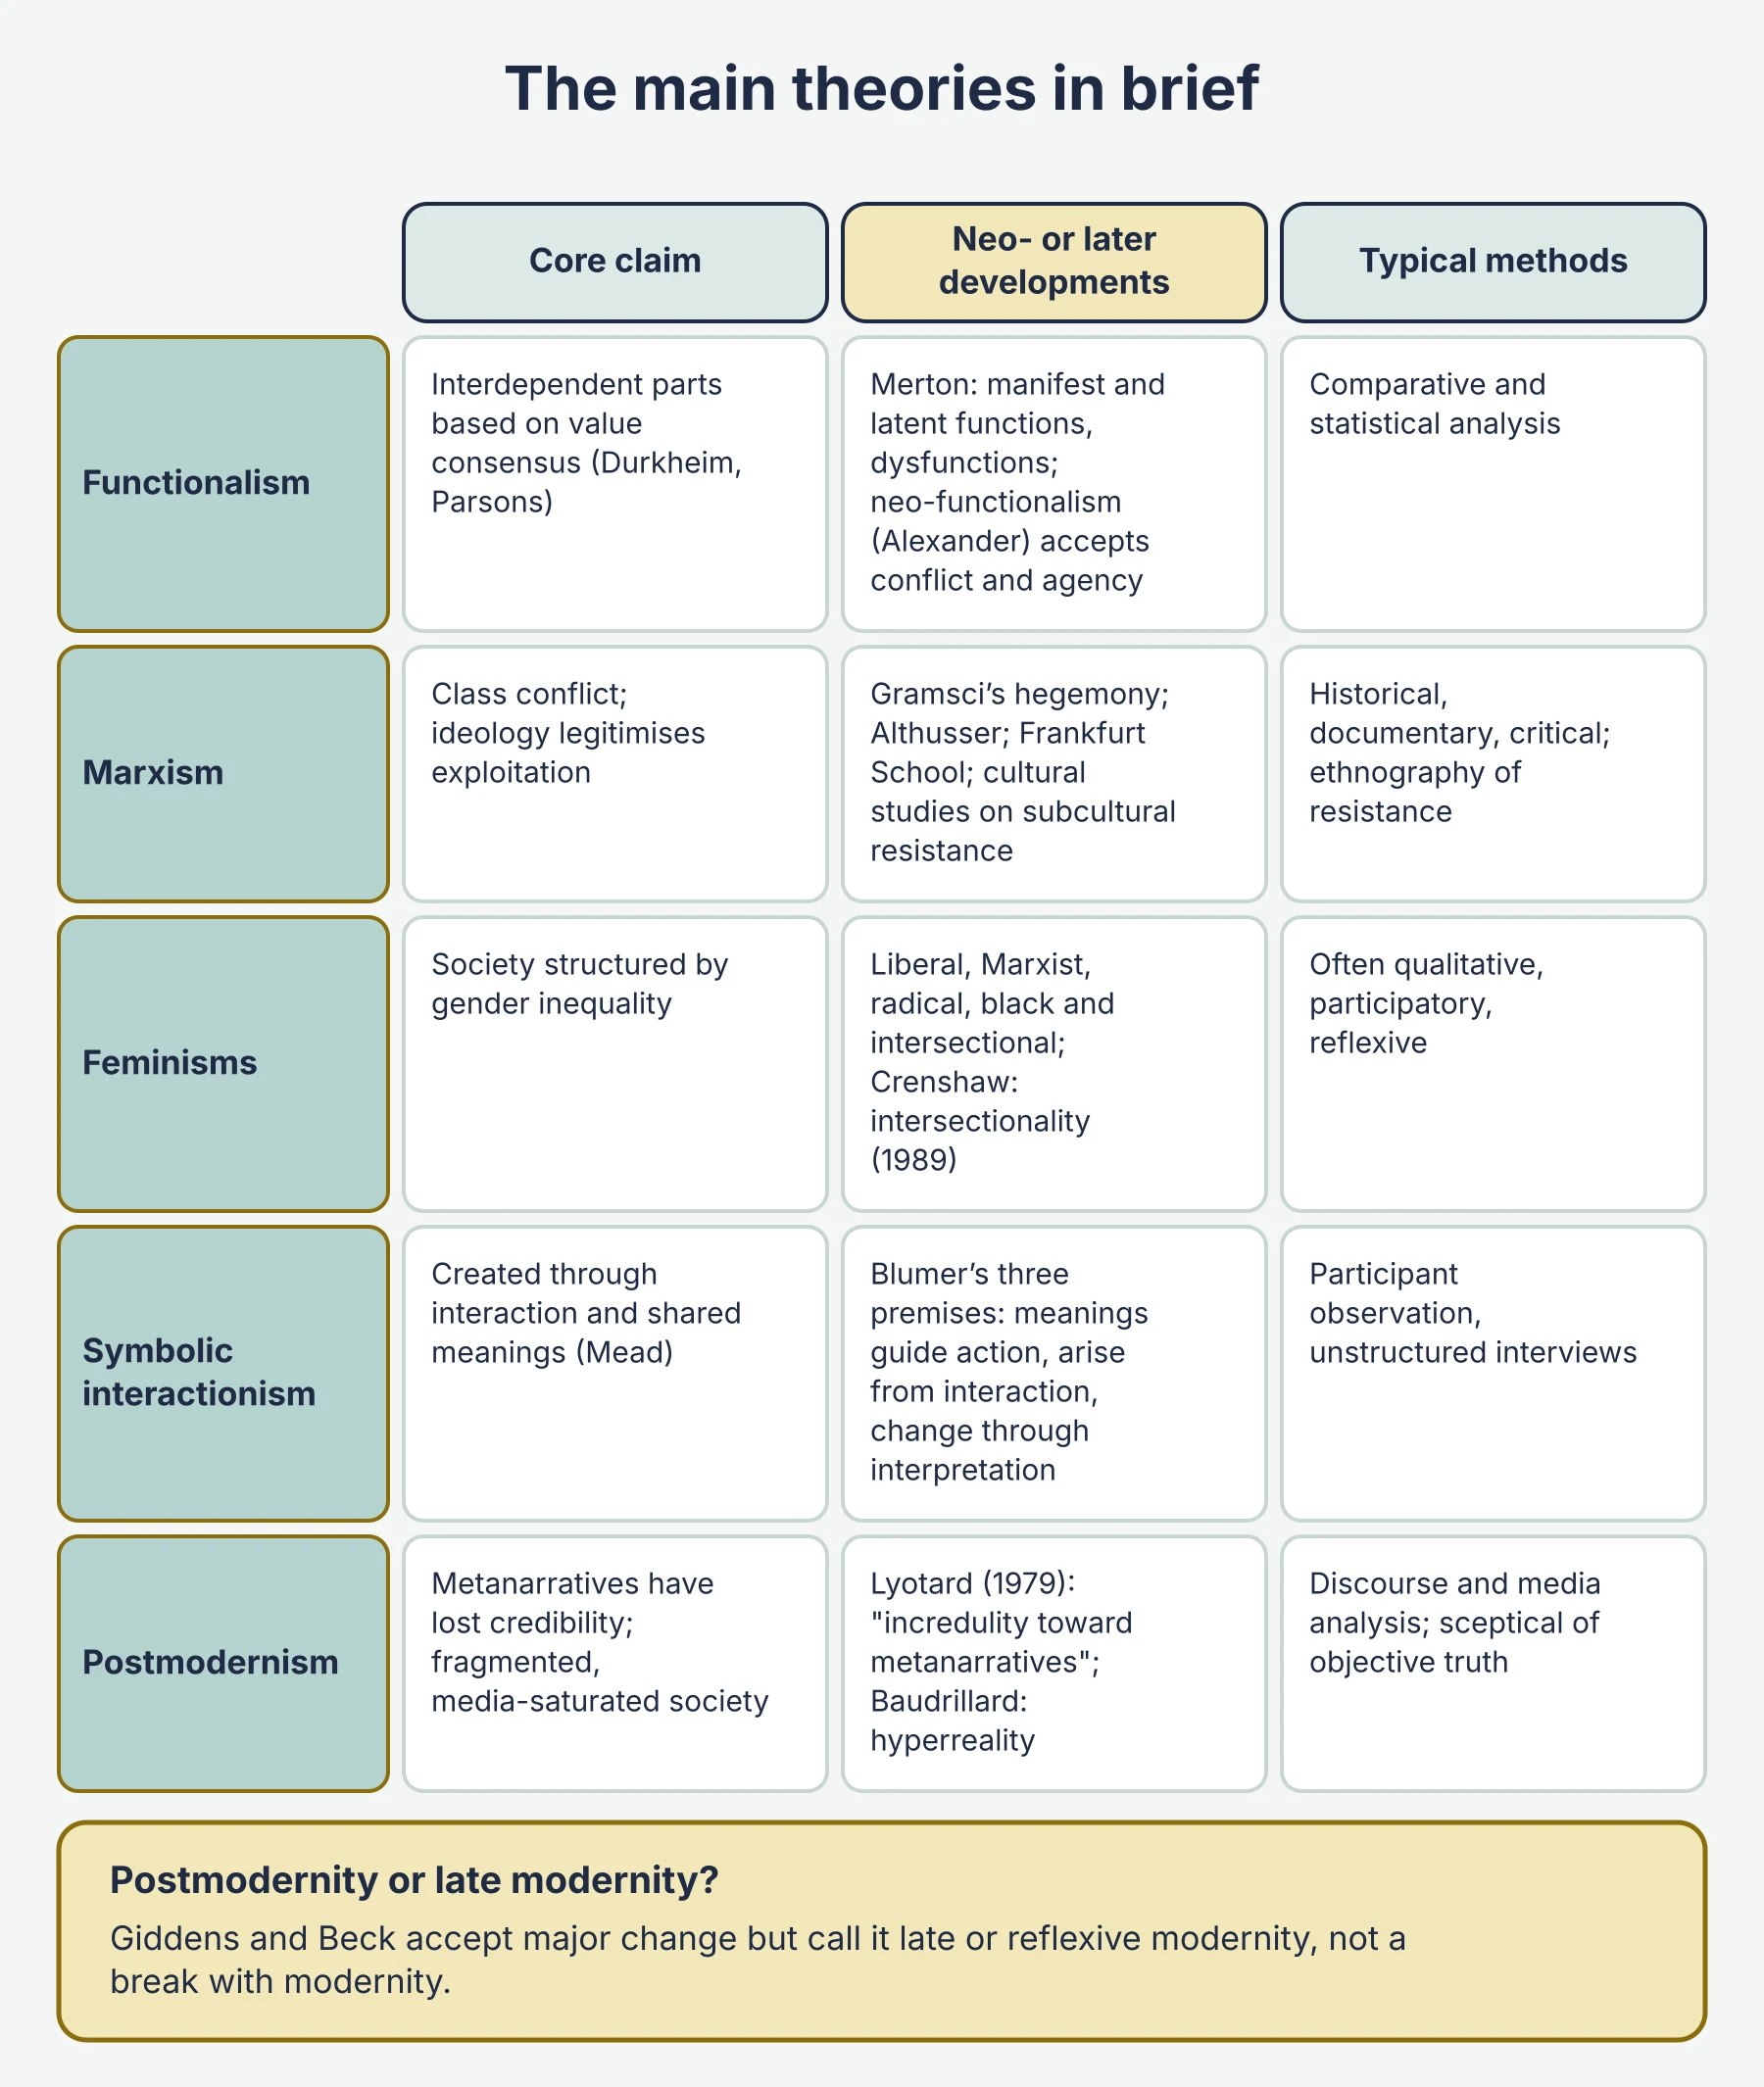 The main theories in brief
Core claim
Neo- or later
developments
Typical methods
Functionalism
Interdependent parts
based on value
consensus (Durkheim,
Parsons)
Merton: manifest and
latent functions,
dysfunctions;
neo-functionalism
(Alexander) accepts
conflict and agency
Comparative and
statistical analysis
Marxism
Class conflict;
ideology legitimises
exploitation
Gramsci’s hegemony;
Althusser; Frankfurt
School; cultural
studies on subcultural
resistance
Historical,
documentary, critical;
ethnography of
resistance
Feminisms
Society structured by
gender inequality
Liberal, Marxist,
radical, black and
intersectional;
Crenshaw:
intersectionality
(1989)
Often qualitative,
participatory,
reflexive
Symbolic
interactionism
Created through
interaction and shared
meanings (Mead)
Blumer’s three
premises: meanings
guide action, arise
from interaction,
change through
interpretation
Participant
observation,
unstructured interviews
Postmodernism
Metanarratives have
lost credibility;
fragmented,
media-saturated society
Lyotard (1979):
"incredulity toward
metanarratives";
Baudrillard:
hyperreality
Discourse and media
analysis; sceptical of
objective truth
Postmodernity or late modernity?
Giddens and Beck accept major change but call it late or reflexive modernity, not a
break with modernity.